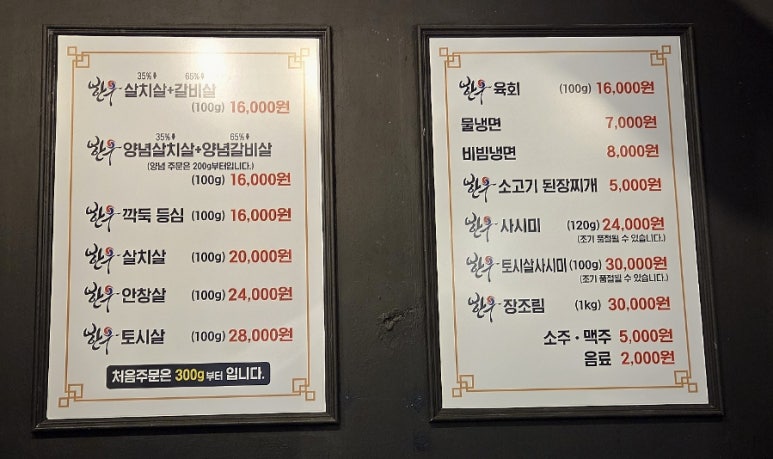 35% 65%
한우 살치살+갈비살
(100g) 16,000원
35% 65%
한우 양념살치살+양념갈비살
(양념 주문은 200g부터입니다.)
(100g) 16,000원
한우 깍둑 등심 (100g) 16,000원
한우 살치살 (100g) 20,000원
한우 안창살 (100g) 24,000원
한우 토시살 (100g) 28,000원
처음주문은 300g부터 입니다.
한우 육회 (100g) 16,000원
물냉면 7,000원
비빔냉면 8,000원
한우 소고기 된장찌개 5,000원
한우 사시미 (120g) 24,000원
(조기 품절될 수 있습니다.)
한우 토시살사시미 (100g) 30,000원
(조기 품절될 수 있습니다.)
한우 장조림 (1kg) 30,000원
소주·맥주 5,000원
음료 2,000원